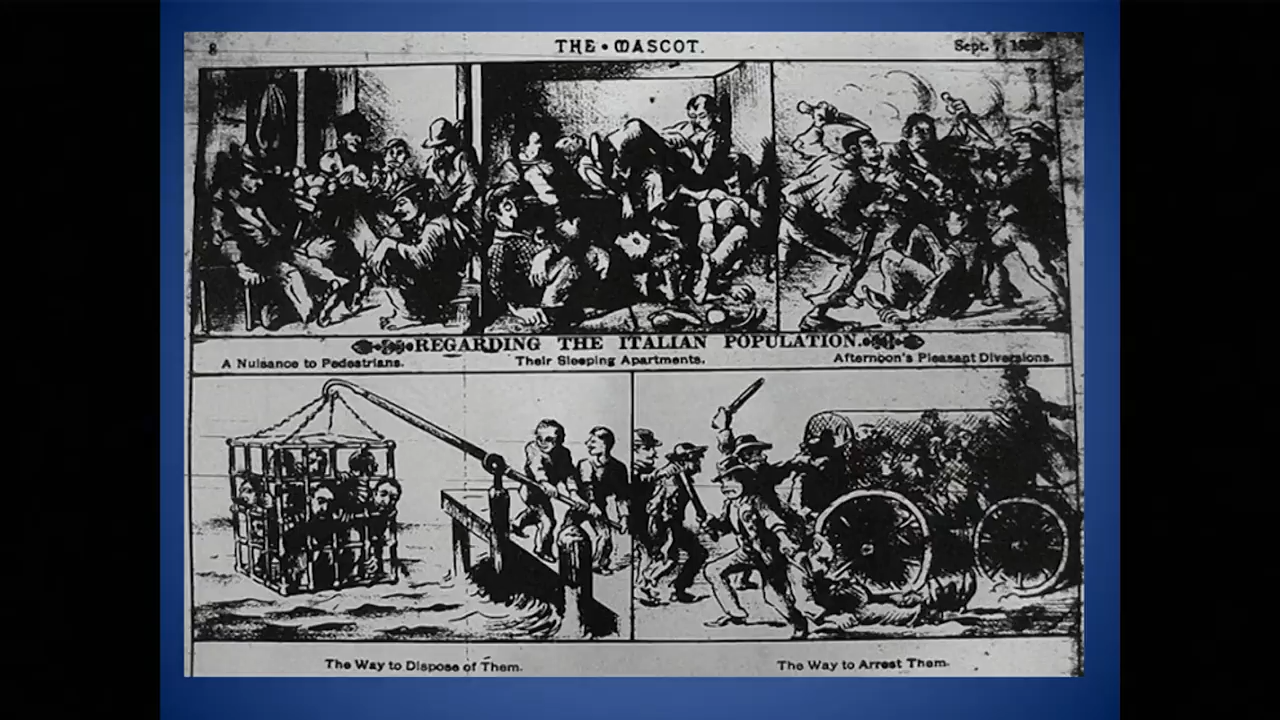 8
THE • MASCOT.
Sept. 7,
REGARDING THE ITALIAN POPULATION.
A Nuisance to Pedestrians.
Their Sleeping Apartments.
Afternoon's Pleasant Diversions.
The Way to Dispose of Them.
The Way to Arrest Them.